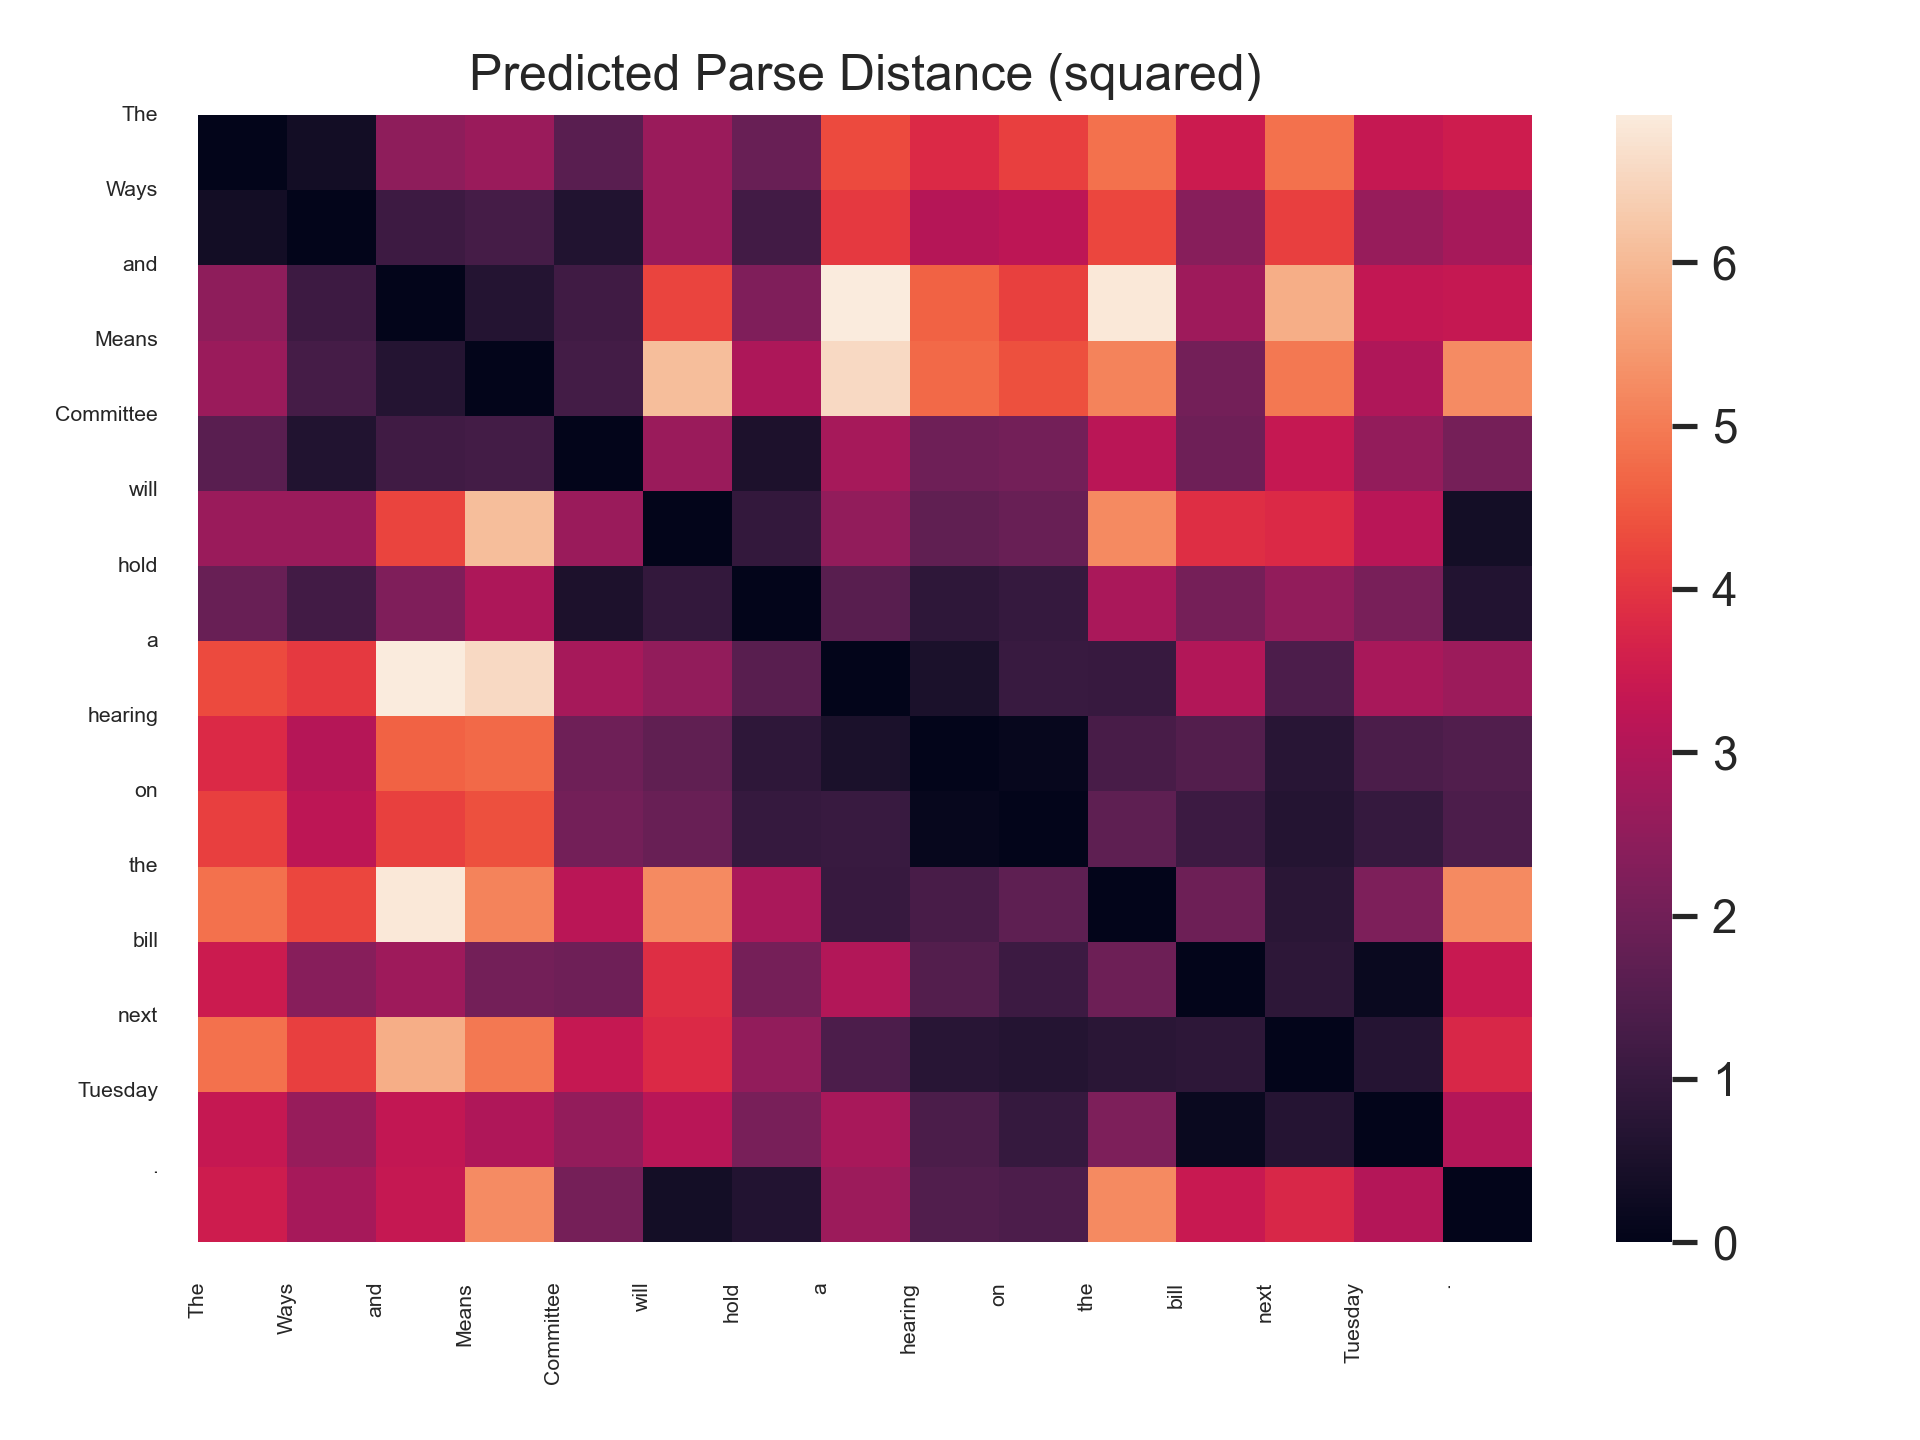 Predicted Parse Distance (squared)
The
Ways
and
Means
Committee
will
hold
a
hearing
on
the
bill
next
Tuesday
.
6
5
4
3
2
1
0
The
Ways
and
Means
Committee
will
hold
a
hearing
on
the
bill
next
Tuesday
.